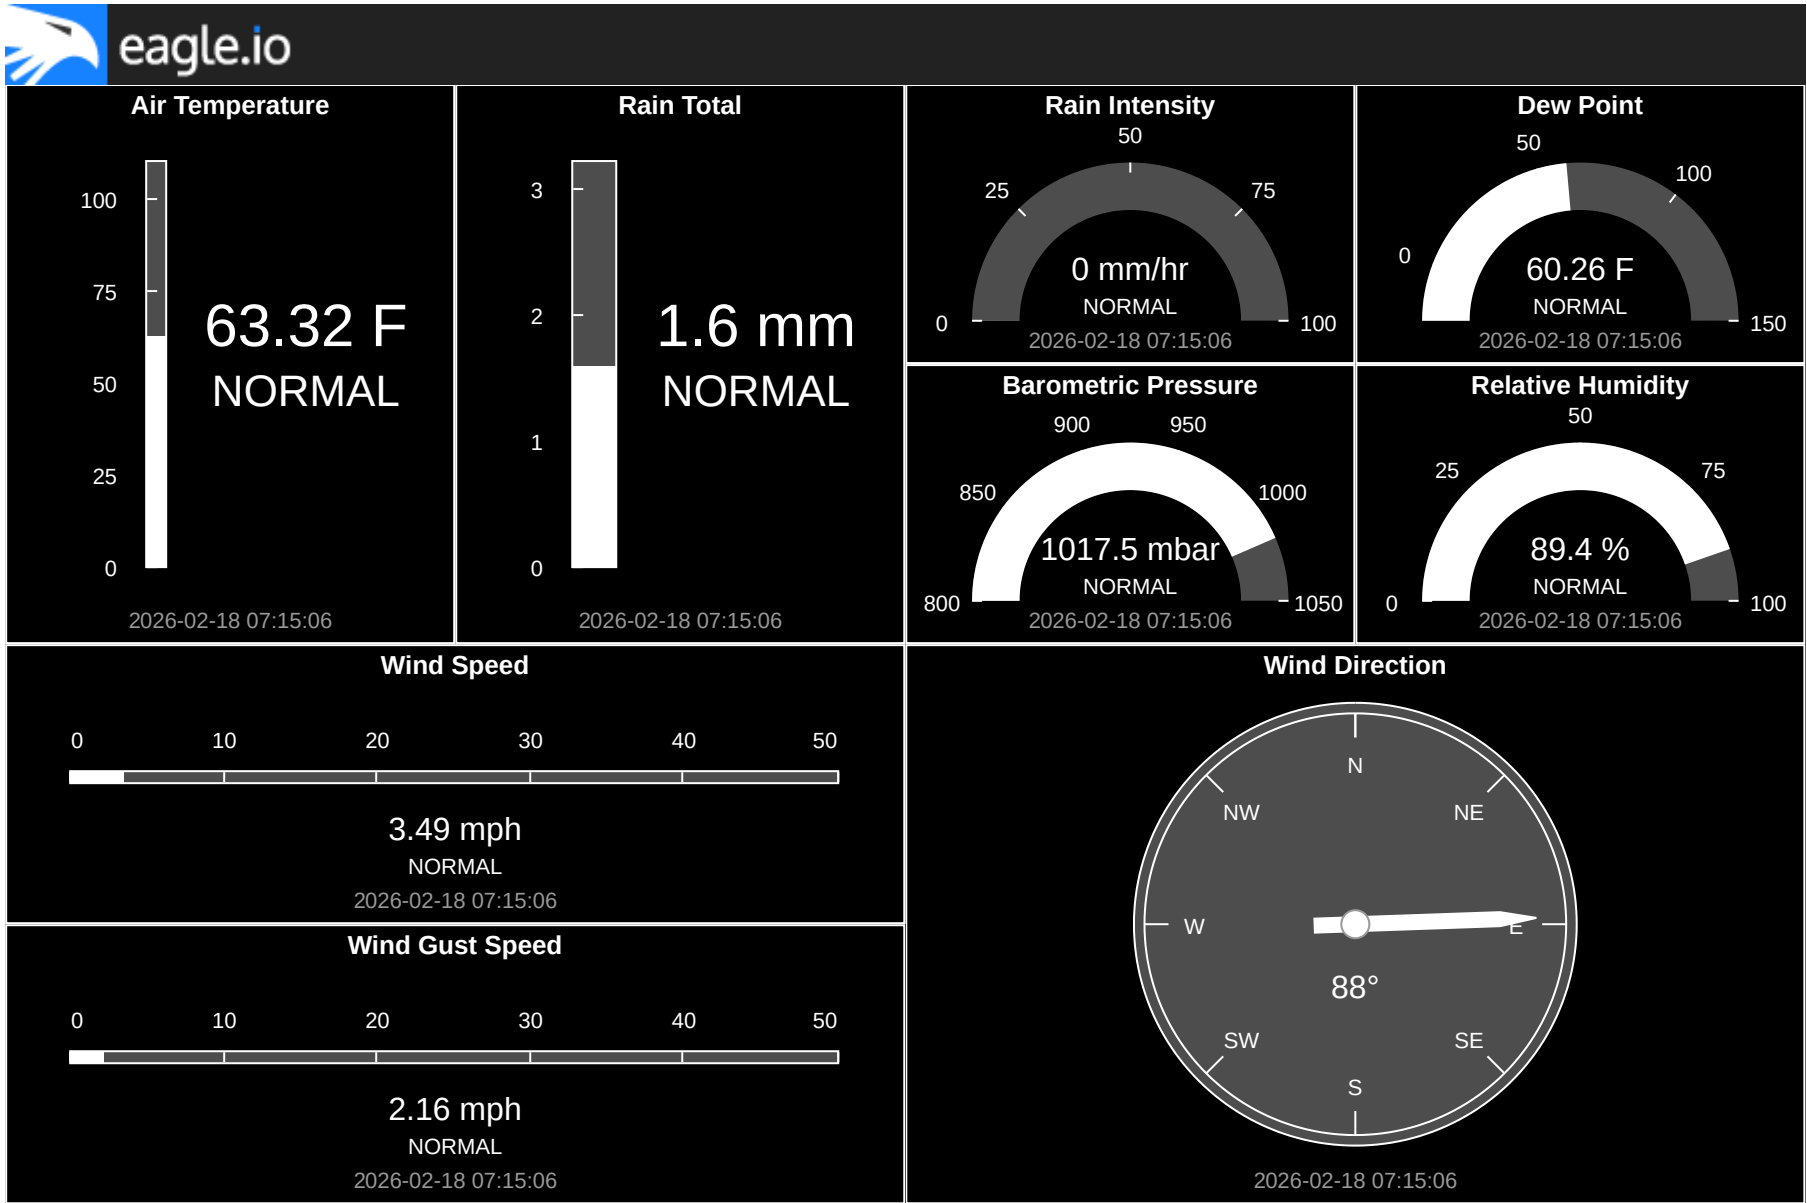 eagle.io
Air Temperature
100
75
50
25
0
63.32 F
NORMAL
2026-02-18 07:15:06
Rain Total
3
2
1
0
1.6 mm
NORMAL
2026-02-18 07:15:06
Rain Intensity
0
25
50
75
100
0 mm/hr
NORMAL
2026-02-18 07:15:06
Dew Point
0
50
100
150
60.26 F
NORMAL
2026-02-18 07:15:06
Barometric Pressure
800
850
900
950
1000
1050
1017.5 mbar
NORMAL
2026-02-18 07:15:06
Relative Humidity
0
25
50
75
100
89.4 %
NORMAL
2026-02-18 07:15:06
Wind Speed
0 10 20 30 40 50
3.49 mph
NORMAL
2026-02-18 07:15:06
Wind Gust Speed
0 10 20 30 40 50
2.16 mph
NORMAL
2026-02-18 07:15:06
Wind Direction
N
NW NE
W E
88°
SW SE
S
2026-02-18 07:15:06